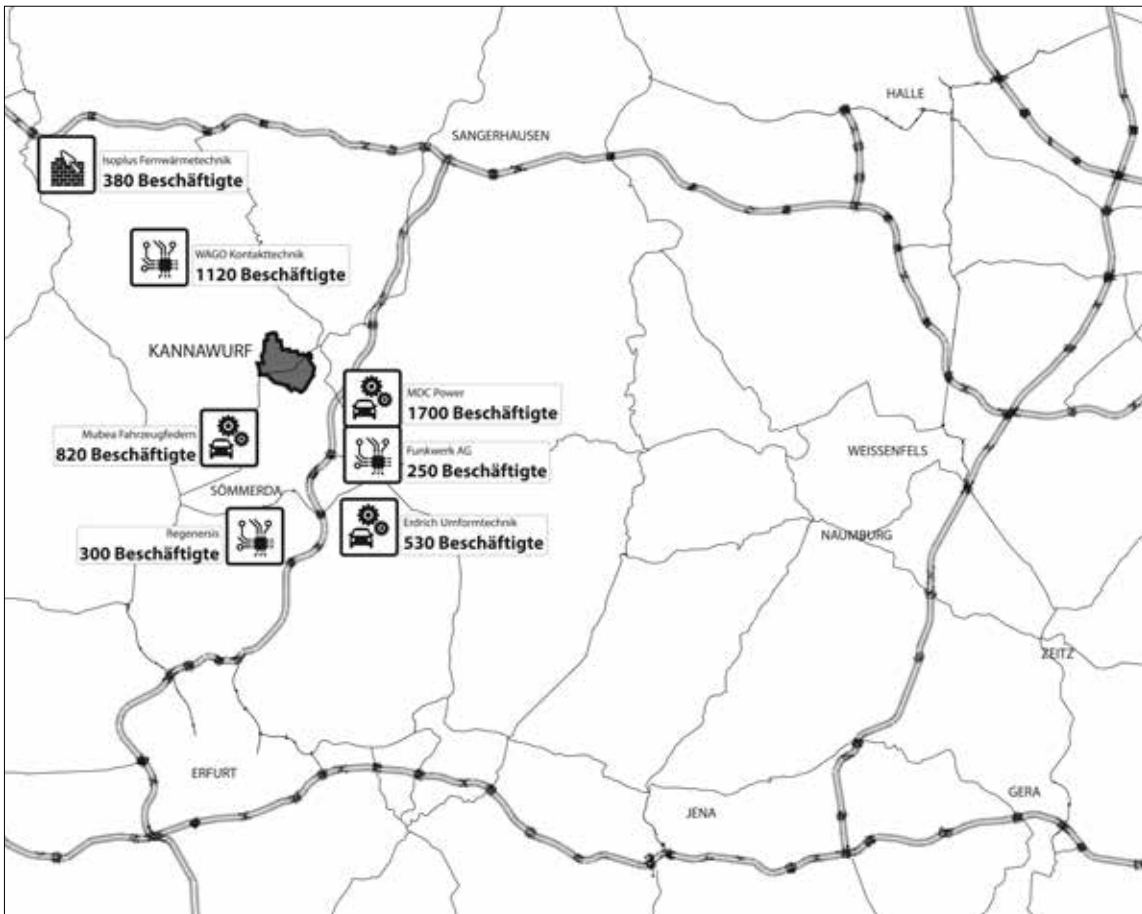 HALLE
SANGERHAUSEN
Isoplus Fernwärmetechnik
380 Beschäftigte
WAGO Kontakttechnik
1120 Beschäftigte
KANNAWURF
MDC Power
1700 Beschäftigte
Mubea Fahrzeugfedern
820 Beschäftigte
Funkwerk AG
250 Beschäftigte
WEISSENFELS
SÖMMERDA
Regenersis
300 Beschäftigte
Erdrich Umformtechnik
530 Beschäftigte
NAUMBURG
ZEITZ
ERFURT
GERA
JENA